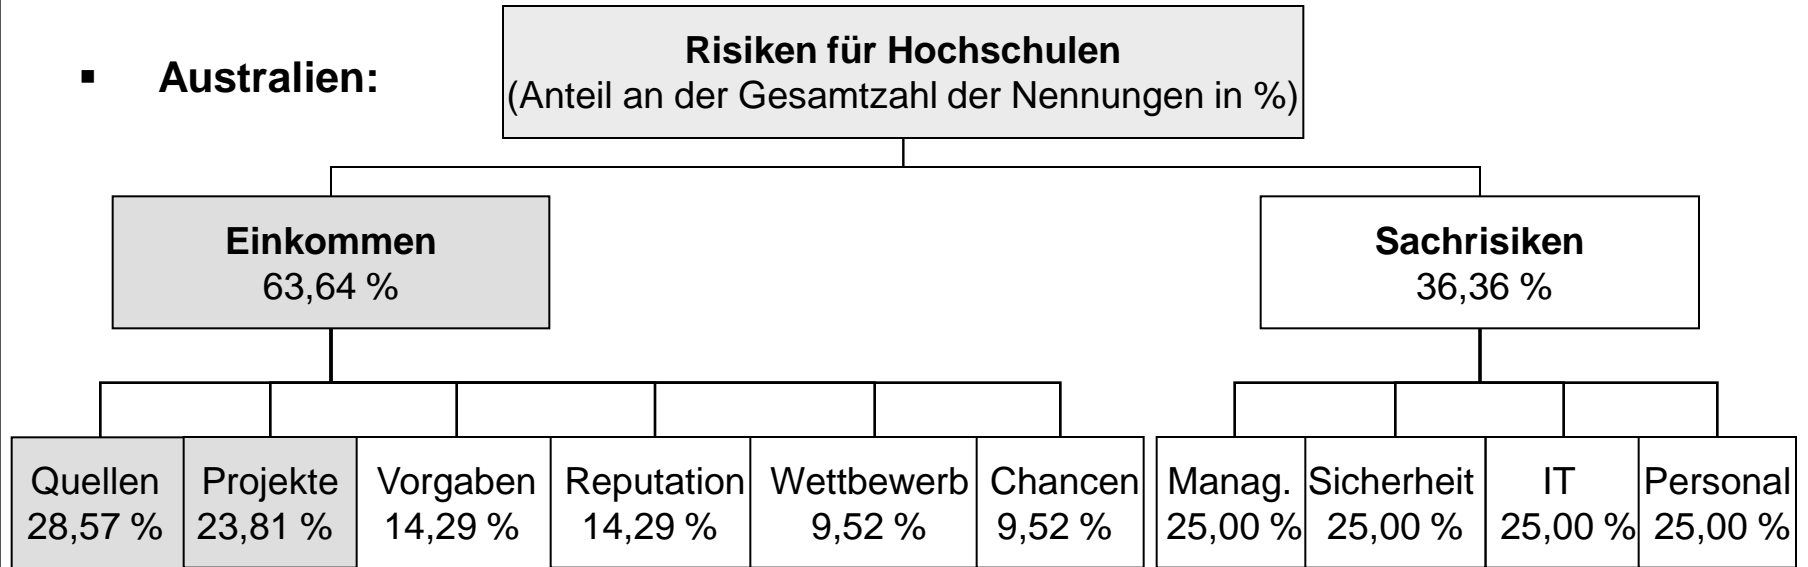 Risiken für Hochschulen
(Anteil an der Gesamtzahl der Nennungen in %)
▪ Australien:
Einkommen
63,64 %
Sachrisiken
36,36 %
Quellen
28,57 %
Projekte
23,81 %
Vorgaben
14,29 %
Reputation
14,29 %
Wettbewerb
9,52 %
Chancen
9,52 %
Manag.
25,00 %
Sicherheit
25,00 %
IT
25,00 %
Personal
25,00 %